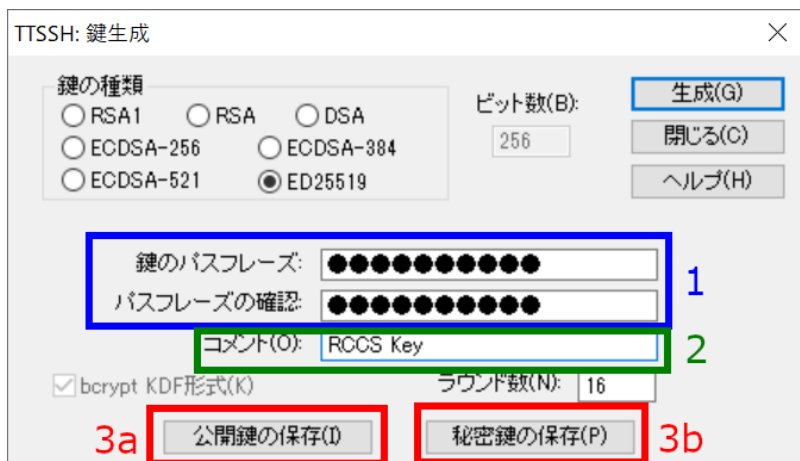 TTSSH: 鍵生成
鍵の種類
RSA1 RSA DSA
ECDSA-256 ECDSA-384
ECDSA-521 ED25519
ビット数(B):
256
生成(G)
閉じる(C)
ヘルプ(H)
鍵のパスフレーズ: ●●●●●●●●●●
パスフレーズの確認: ●●●●●●●●●●
1
コメント(O): RCCS Key
2
bcrypt KDF形式(K) ラウンド数(N): 16
3a 公開鍵の保存(I) 秘密鍵の保存(P) 3b